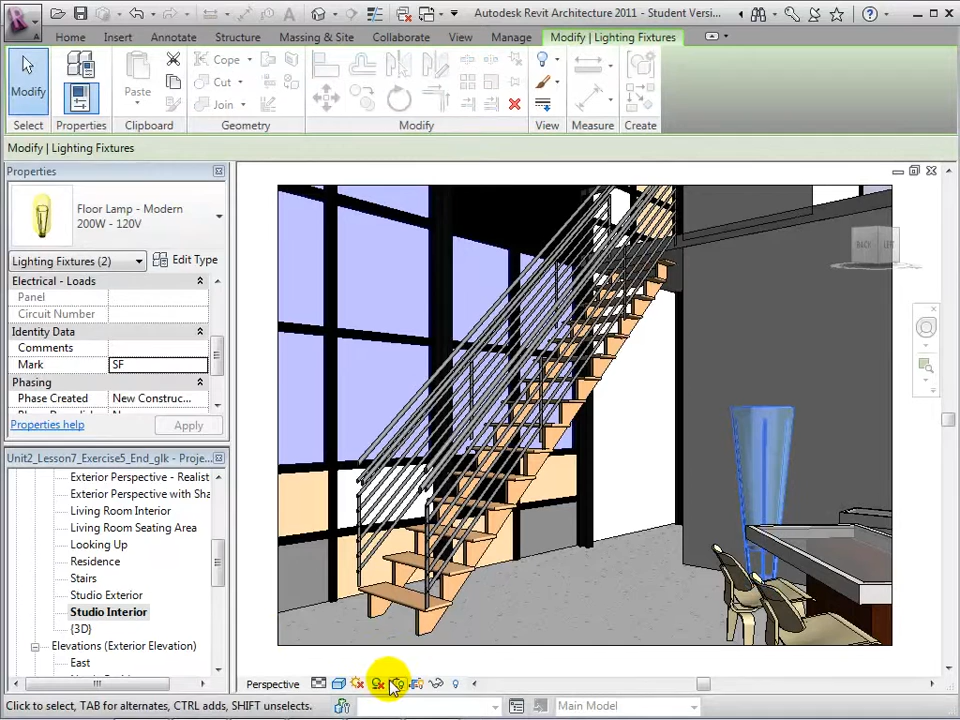 Autodesk Revit Architecture 2011 - Student Versi...
Home Insert Annotate Structure Massing & Site Collaborate View Manage Modify | Lighting Fixtures
Modify Paste Cope Cut Join
Select Properties Clipboard Geometry Modify View Measure Create
Modify | Lighting Fixtures
Properties
Floor Lamp - Modern
200W - 120V
Lighting Fixtures (2) Edit Type
Electrical - Loads
Panel
Circuit Number
Identity Data
Comments
Mark SF
Phasing
Phase Created New Construc...
Properties help Apply
Unit2_Lesson7_Exercise5_End_glk - Proje...
Exterior Perspective - Realist
Exterior Perspective with Sha
Living Room Interior
Living Room Seating Area
Looking Up
Residence
Stairs
Studio Exterior
Studio Interior
{3D}
Elevations (Exterior Elevation)
East
BACK LEFT
Perspective
Click to select, TAB for alternates, CTRL adds, SHIFT unselects. Main Model